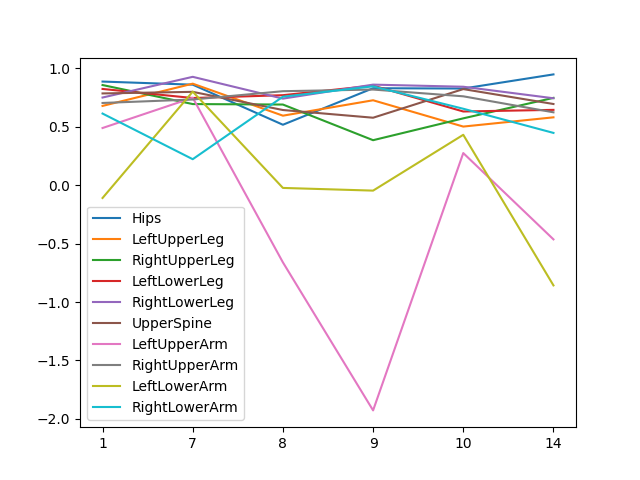 1.0
0.5
0.0
−0.5
−1.0
−1.5
−2.0
Hips
LeftUpperLeg
RightUpperLeg
LeftLowerLeg
RightLowerLeg
UpperSpine
LeftUpperArm
RightUpperArm
LeftLowerArm
RightLowerArm
1 7 8 9 10 14